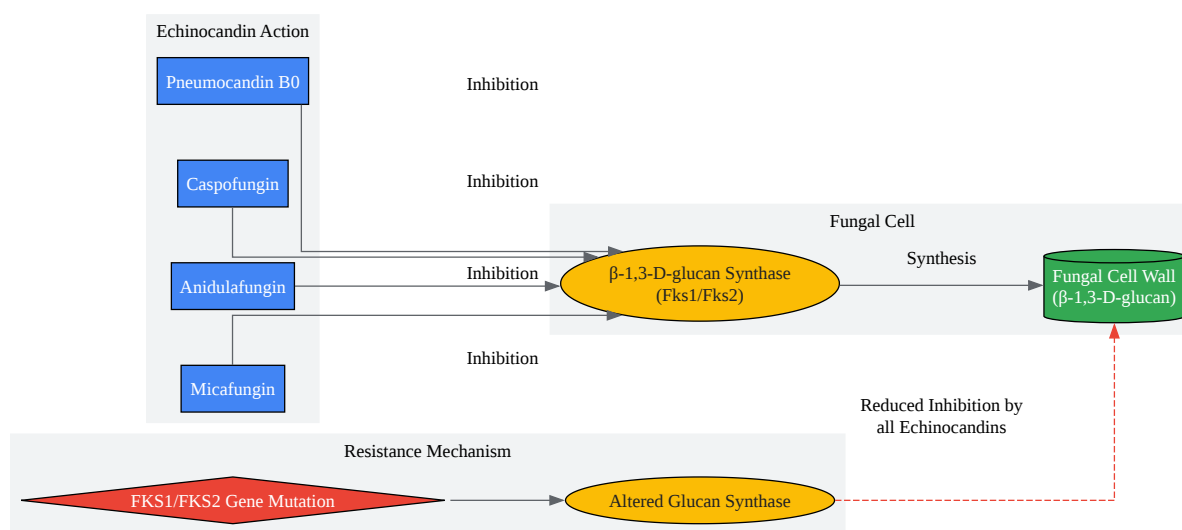 Echinocandin Action
Pneumocandin B0
Inhibition
Caspofungin
Inhibition
Fungal Cell
Anidulafungin
Inhibition
β-1,3-D-glucan Synthase
(Fks1/Fks2)
Synthesis
Fungal Cell Wall
(β-1,3-D-glucan)
Inhibition
Micafungin
Reduced Inhibition by
all Echinocandins
Resistance Mechanism
FKS1/FKS2 Gene Mutation
Altered Glucan Synthase